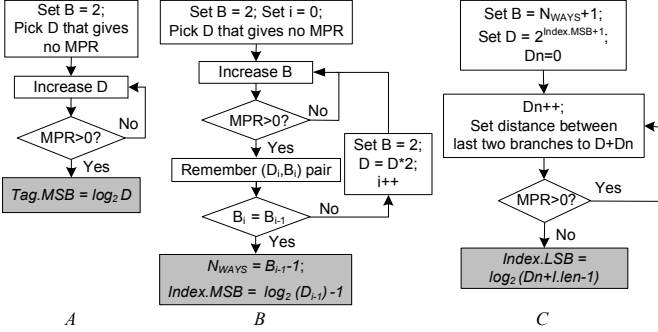 Set B = 2;
Pick D that gives
no MPR
Increase D
MPR>0?
No
Yes
Tag.MSB = log2 D
A
Set B = 2; Set i = 0;
Pick D that gives no MPR
Increase B
MPR>0?
No
Yes
Set B = 2;
D = D*2;
i++
Remember (Di,Bi) pair
Bi = Bi-1
No
Yes
NWAYS = Bi-1-1;
Index.MSB = log2 (Di-1) -1
B
Set B = NWAYS+1;
Set D = 2^Index.MSB+1;
Dn=0
Dn++;
Set distance between
last two branches to D+Dn
MPR>0?
Yes
No
Index.LSB =
log2 (Dn+I.len-1)
C